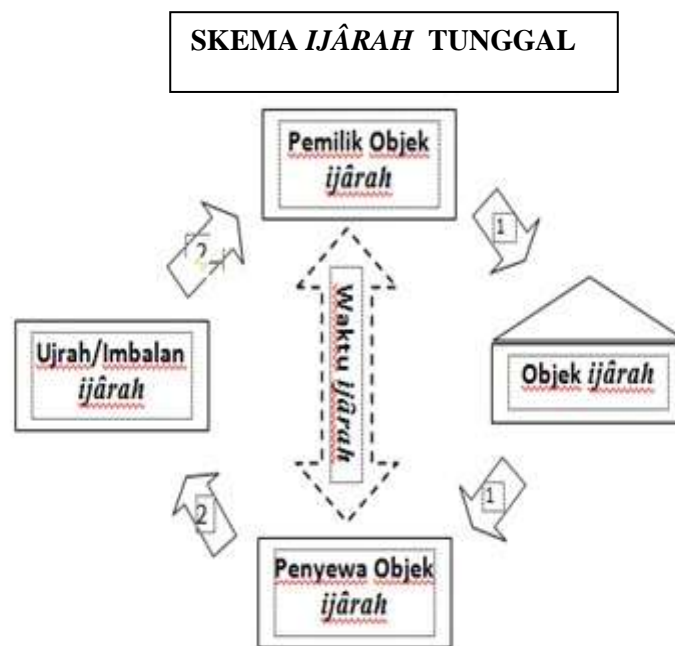 SKEMA IJÂRAH TUNGGAL
Pemilik Objek
ijârah
1
2
Waktu ijârah
Ujrah/Imbalan
ijârah
Objek ijârah
2
1
Penyewa Objek
ijârah